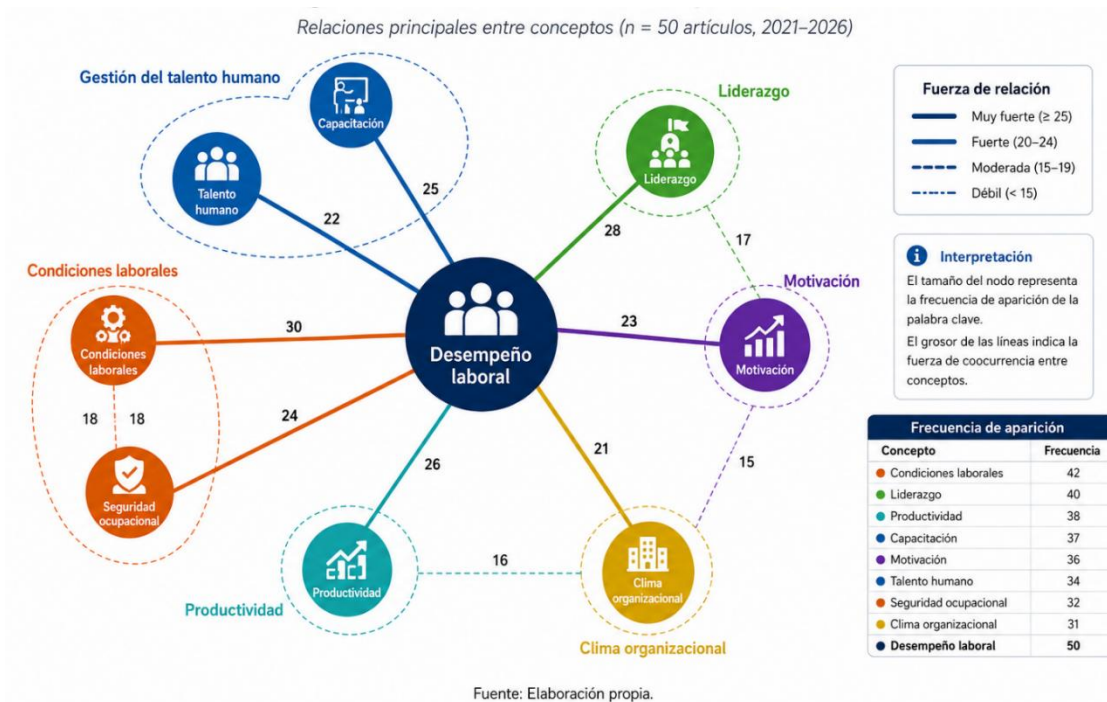 Relaciones principales entre conceptos (n = 50 artículos, 2021–2026)
Gestión del talento humano
Capacitación
Talento
humano
25
22
Liderazgo
Liderazgo
28
17
Condiciones laborales
Condiciones
laborales
30
18
18
24
Seguridad
ocupacional
Desempeño
laboral
Motivación
23
Motivación
15
21
26
16
Productividad
Productividad
Clima
organizacional
Clima organizacional
Fuerza de relación
Muy fuerte (≥ 25)
Fuerte (20–24)
Moderada (15–19)
Débil (< 15)
Interpretación
El tamaño del nodo representa
la frecuencia de aparición de la
palabra clave.
El grosor de las líneas indica la
fuerza de coocurrencia entre
conceptos.
Frecuencia de aparición
Concepto Frecuencia
Condiciones laborales 42
Liderazgo 40
Productividad 38
Capacitación 37
Motivación 36
Talento humano 34
Seguridad ocupacional 32
Clima organizacional 31
Desempeño laboral 50
Fuente: Elaboración propia.